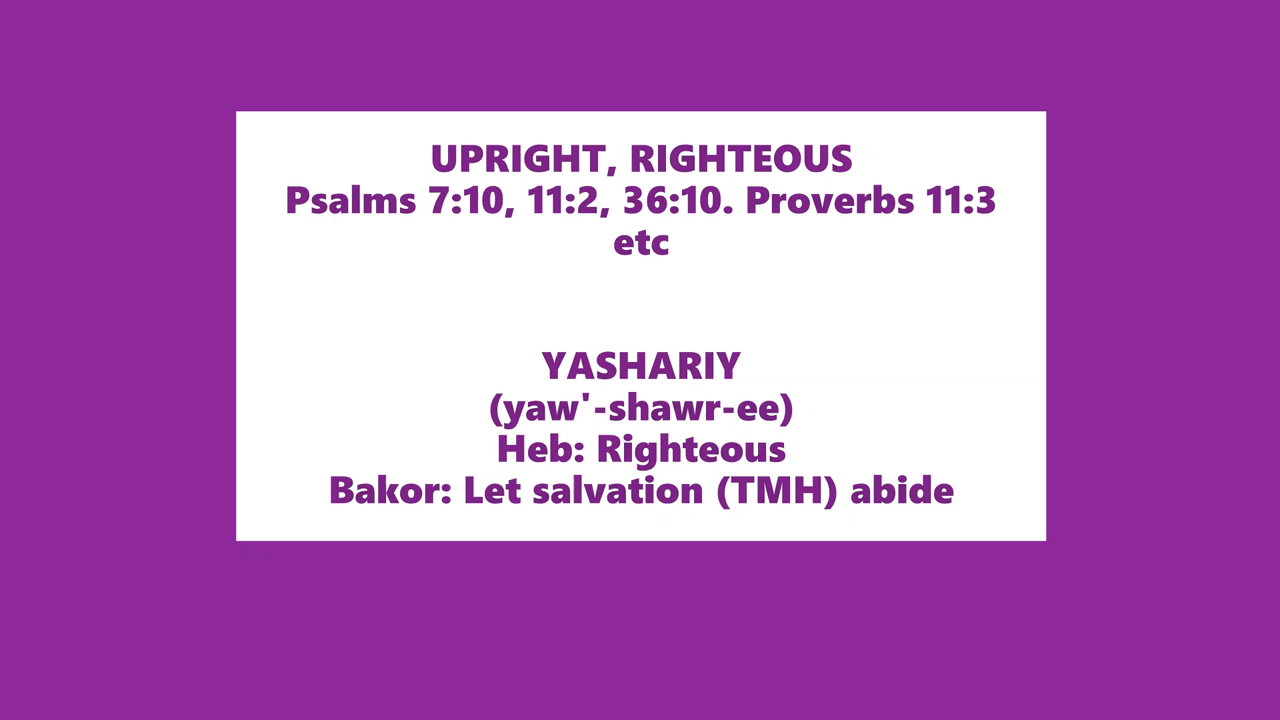 UPRIGHT, RIGHTEOUS
Psalms 7:10, 11:2, 36:10. Proverbs 11:3
etc
YASHARIY
(yaw'-shawr-ee)
Heb: Righteous
Bakor: Let salvation (TMH) abide